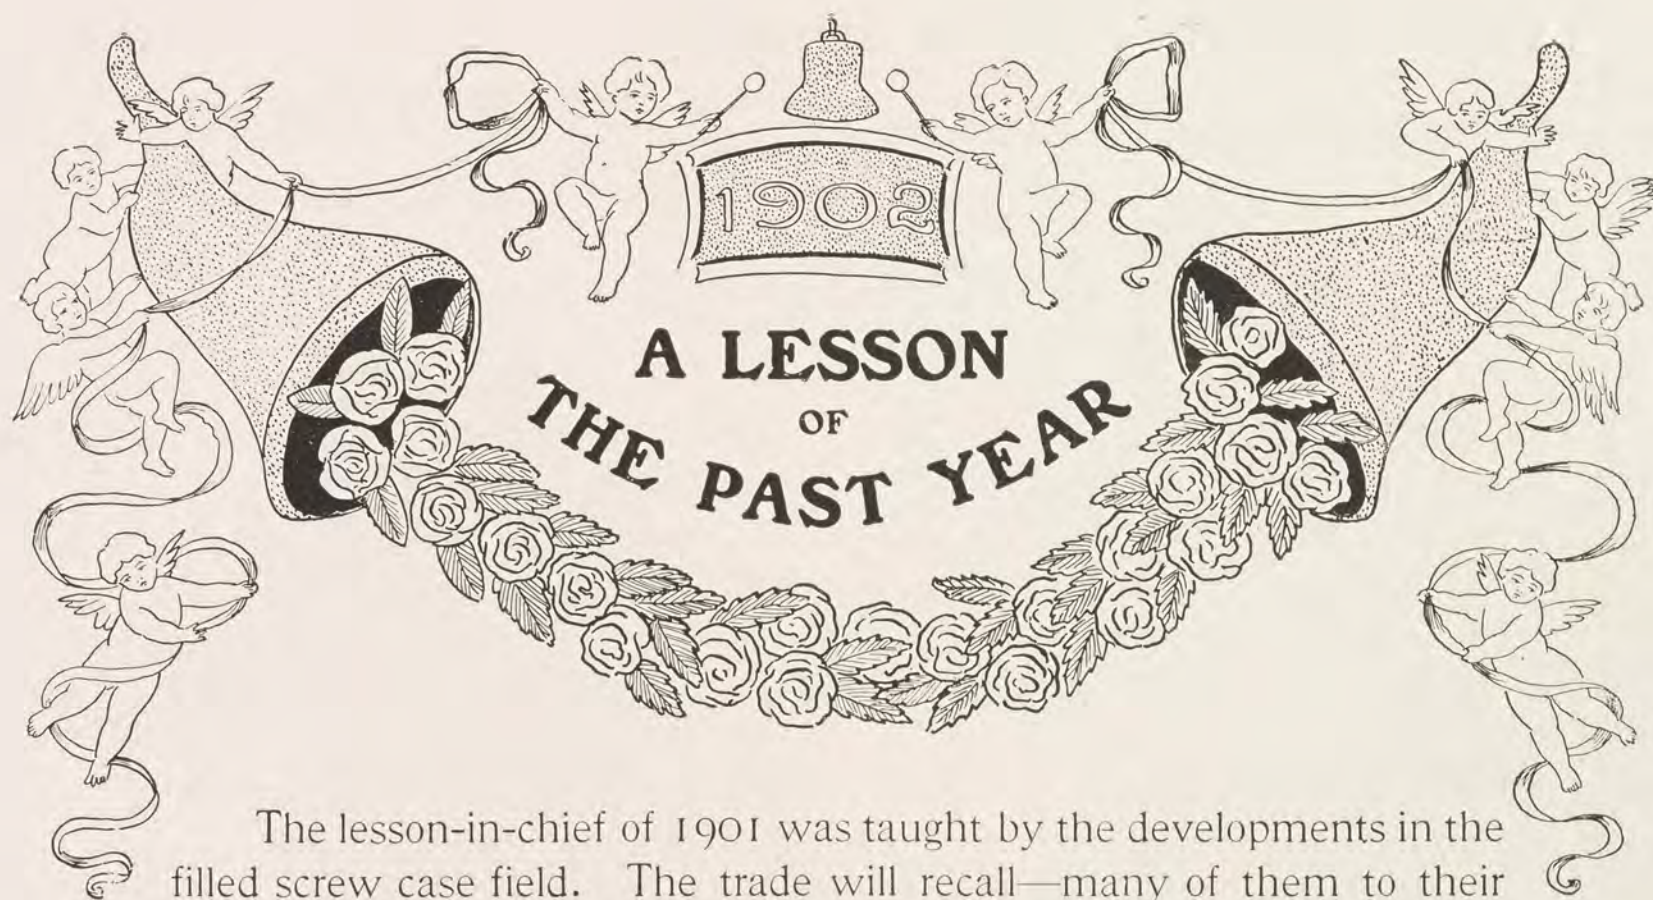 1902
A LESSON
OF
THE PAST YEAR
The lesson-in-chief of 1901 was taught by the developments in the
filled screw case field. The trade will recall—many of them to their